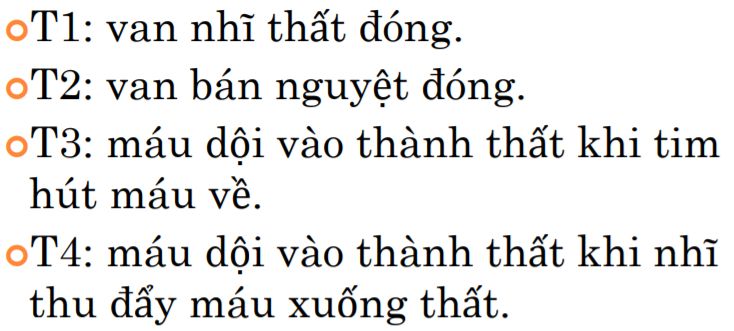 T1: van nhĩ thất đóng.
T2: van bán nguyệt đóng.
T3: máu dội vào thành thất khi tim
hút máu về.
T4: máu dội vào thành thất khi nhĩ
thu đẩy máu xuống thất.